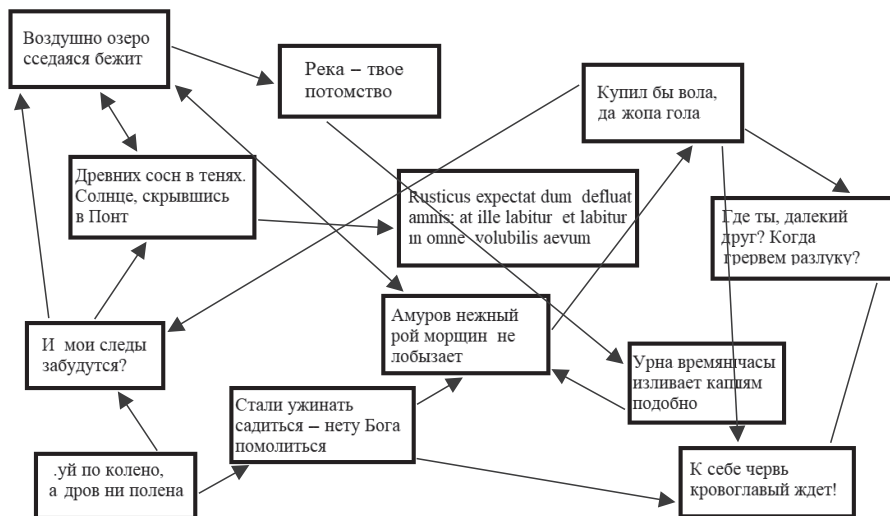 Воздушно озеро
сседаяся бежит
Река – твое
потомство
Купил бы вола,
да жопа гола
Древних сосн в тенях.
Солнце, скрывшись
в Понт
Rusticus expectat dum defluat
amnis; at ille labitur et labitur
in omne volubilis aevum
Где ты, далекий
друг? Когда
прервем разлуку?
Амуров нежный
рой морщин не
лобызает
И мои следы
забудутся?
Урна времян часы
изливает каплям
подобно
Стали ужинать
садиться – нету Бога
помолиться
.уй по колено,
а дров ни полена
К себе червь
кровоглавый ждет!